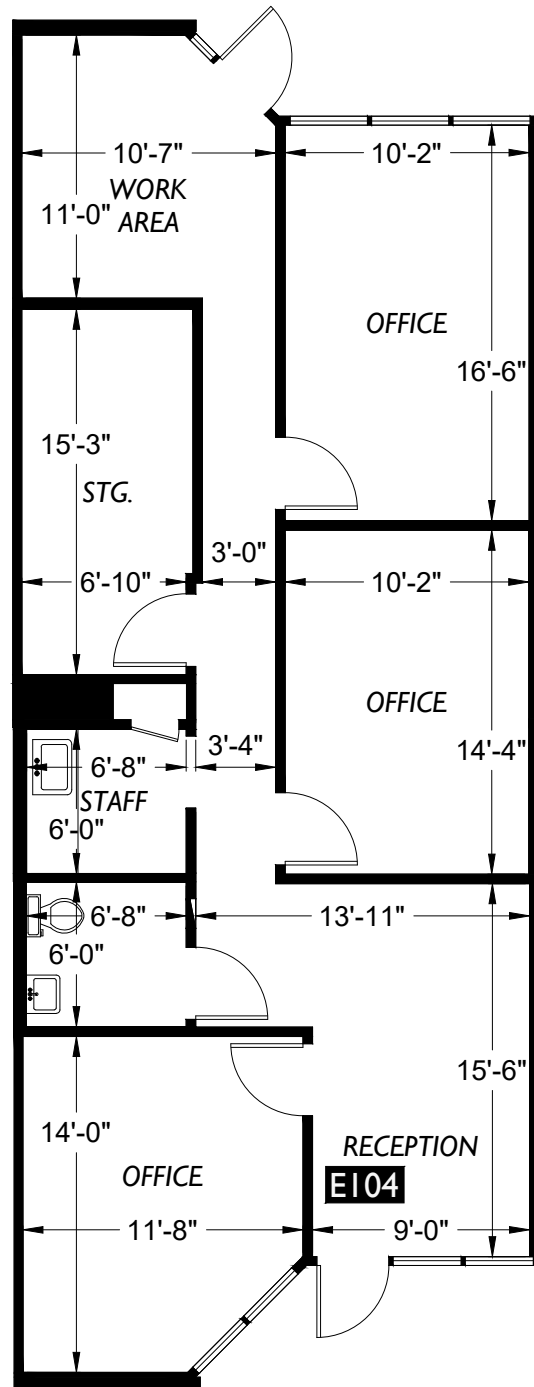 10'-7"
10'-2"
WORK
11'-0"
AREA
OFFICE
16'-6"
15'-3"
STG.
3'-0"
6'-10"
10'-2"
OFFICE
3'-4"
14'-4"
6'-8"
STAFF
6'-0"
6'-8"
13'-11"
6'-0"
15'-6"
14'-0"
RECEPTION
OFFICE
E104
11'-8"
9'-0"